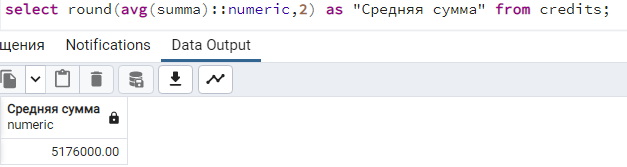 select round(avg(summa)::numeric,2) as "Средняя сумма" from credits;
щения Notifications Data Output
Средняя сумма
numeric
5176000.00